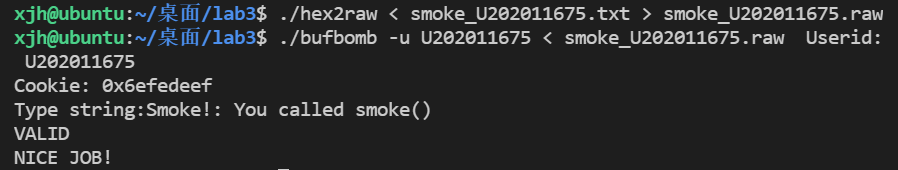 xjh@ubuntu:~/桌面/lab3$ ./hex2raw < smoke_U202011675.txt > smoke_U202011675.raw
xjh@ubuntu:~/桌面/lab3$ ./bufbomb -u U202011675 < smoke_U202011675.raw  Userid:
 U202011675
Cookie: 0x6efedeef
Type string:Smoke!: You called smoke()
VALID
NICE JOB!